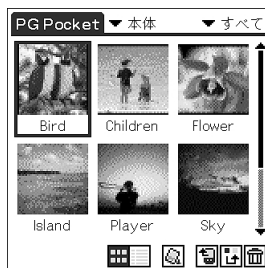 PG Pocket ▼ 本体 ▼ すべて
Bird Children Flower
Island Player Sky